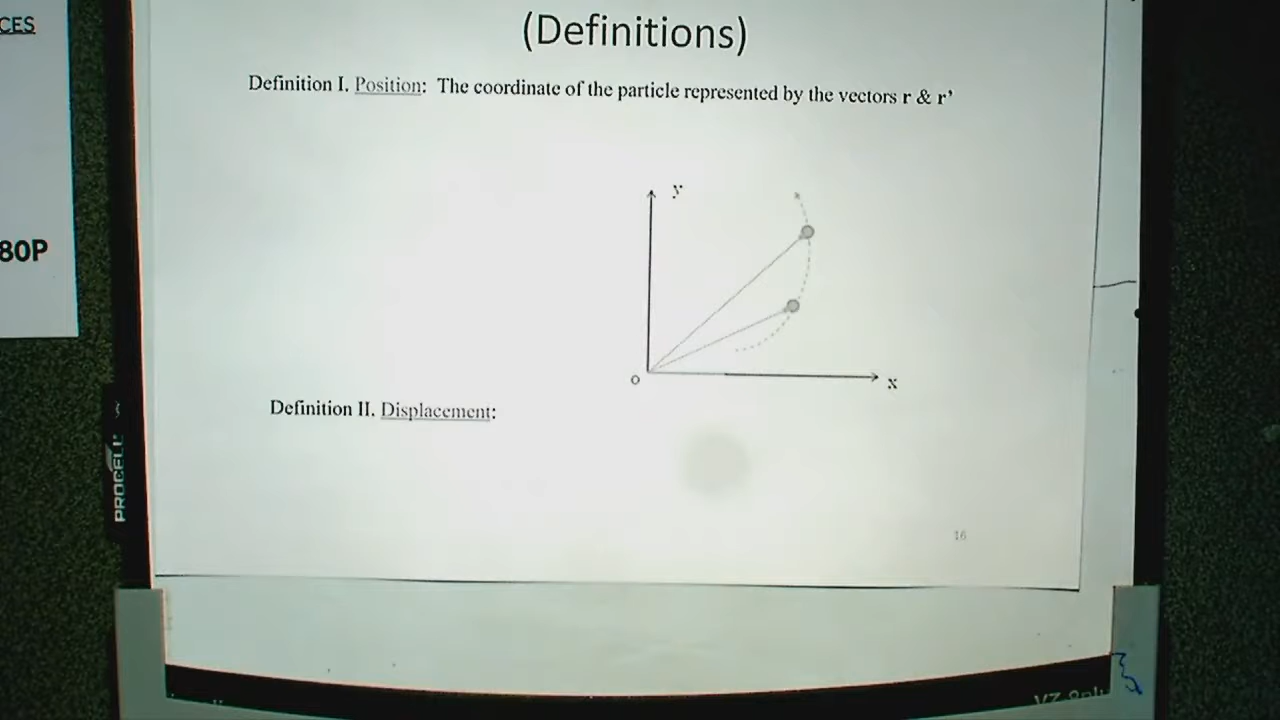 CES
80P
(Definitions)
Definition I. Position: The coordinate of the particle represented by the vectors r & r’
y
o
x
Definition II. Displacement:
16
PROCELL